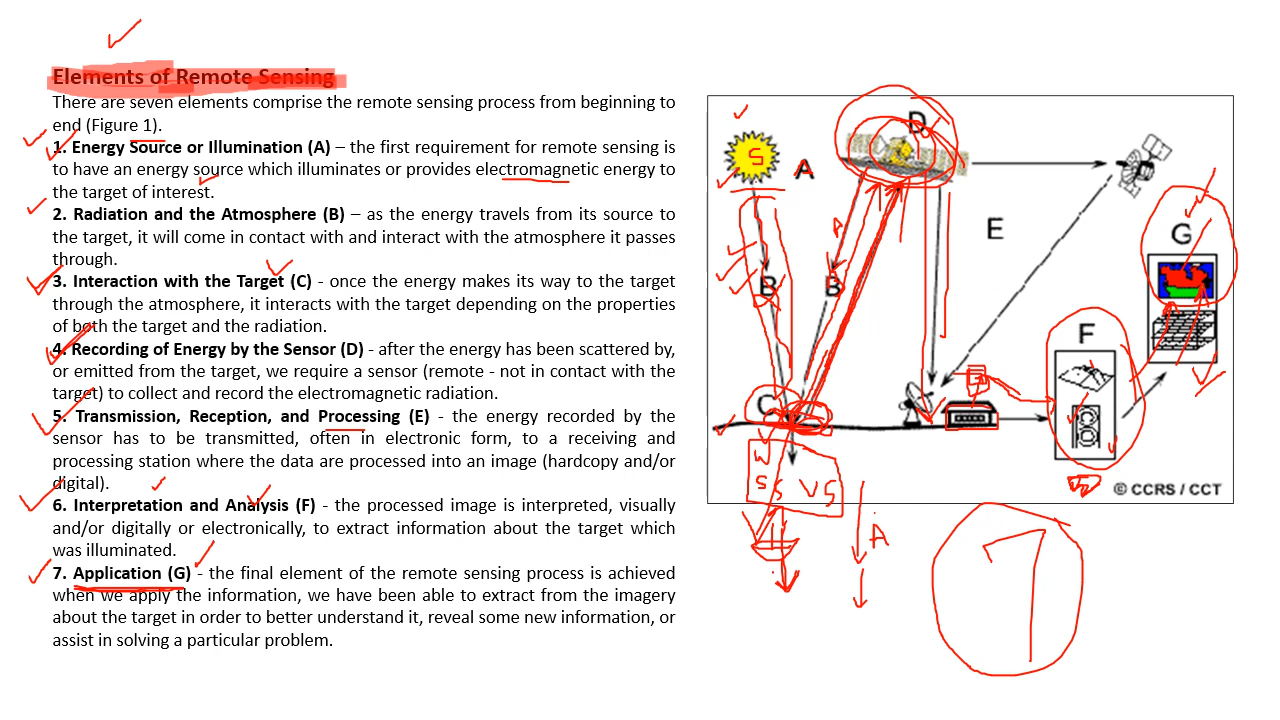 Elements of Remote Sensing
There are seven elements comprise the remote sensing process from beginning to
end (Figure 1).
1. Energy Source or Illumination (A) – the first requirement for remote sensing is
to have an energy source which illuminates or provides electromagnetic energy to
the target of interest.
2. Radiation and the Atmosphere (B) – as the energy travels from its source to
the target, it will come in contact with and interact with the atmosphere it passes
through.
3. Interaction with the Target (C) - once the energy makes its way to the target
through the atmosphere, it interacts with the target depending on the properties
of both the target and the radiation.
4. Recording of Energy by the Sensor (D) - after the energy has been scattered by,
or emitted from the target, we require a sensor (remote - not in contact with the
target) to collect and record the electromagnetic radiation.
5. Transmission, Reception, and Processing (E) - the energy recorded by the
sensor has to be transmitted, often in electronic form, to a receiving and
processing station where the data are processed into an image (hardcopy and/or
digital).
6. Interpretation and Analysis (F) - the processed image is interpreted, visually
and/or digitally or electronically, to extract information about the target which
was illuminated.
7. Application (G) - the final element of the remote sensing process is achieved
when we apply the information, we have been able to extract from the imagery
about the target in order to better understand it, reveal some new information, or
assist in solving a particular problem.
D
S
A
A
E
G
B
B
F
C
W
S S VS
© CCRS / CCT
A
7